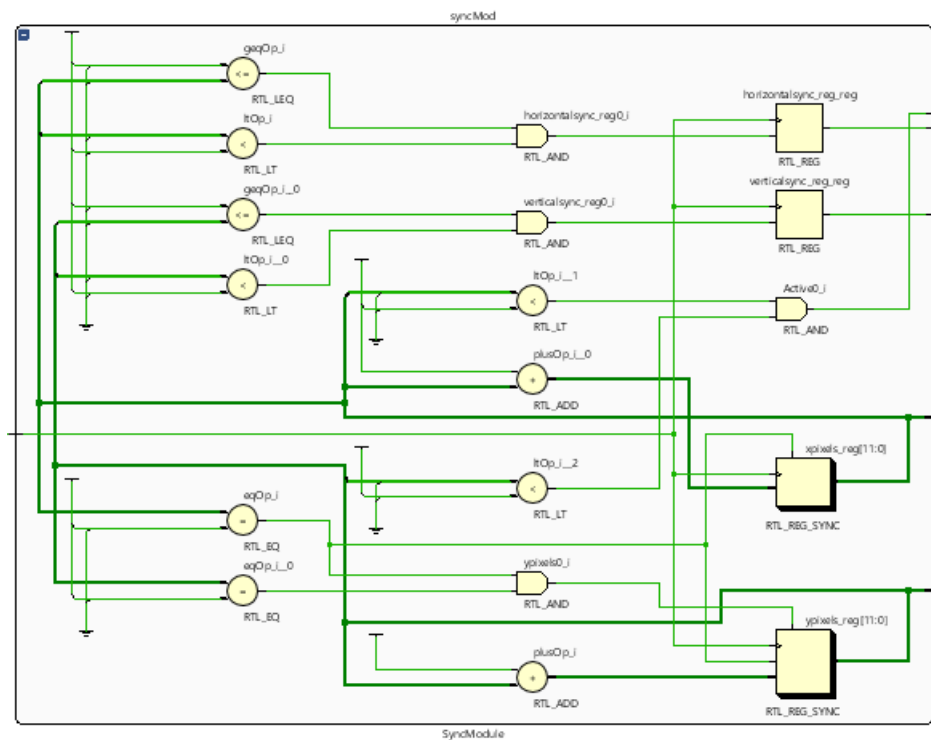 syncMod
geqOp_i
<=
RTL_LEQ
ltOp_i
<
RTL_LT
geqOp_i__0
<=
RTL_LEQ
ltOp_i__0
<
RTL_LT
horizontalsync_reg0_i
RTL_AND
verticalsync_reg0_i
RTL_AND
horizontalsync_reg_reg
RTL_REG
verticalsync_reg_reg
RTL_REG
ltOp_i__1
<
RTL_LT
Active0_i
RTL_AND
plusOp_i__0
+
RTL_ADD
ltOp_i__2
<
RTL_LT
xpixels_reg[11:0]
RTL_REG_SYNC
eqOp_i
=
RTL_EQ
eqOp_i__0
=
RTL_EQ
ypixels0_i
RTL_AND
ypixels_reg[11:0]
RTL_REG_SYNC
plusOp_i
+
RTL_ADD
SyncModule